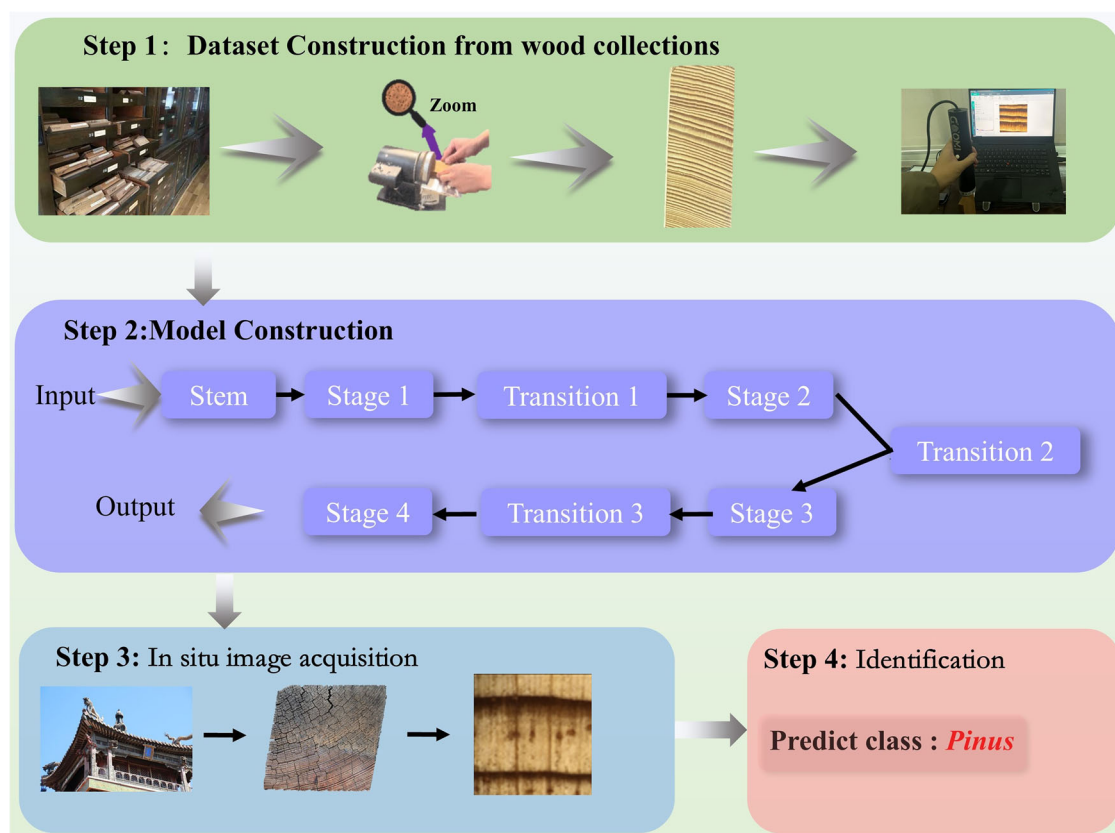 Step 1： Dataset Construction from wood collections
Zoom
Step 2:Model Construction
Input
Stem
Stage 1
Transition 1
Stage 2
Transition 2
Output
Stage 4
Transition 3
Stage 3
Step 3: In situ image acquisition
Step 4: Identification
Predict class : Pinus